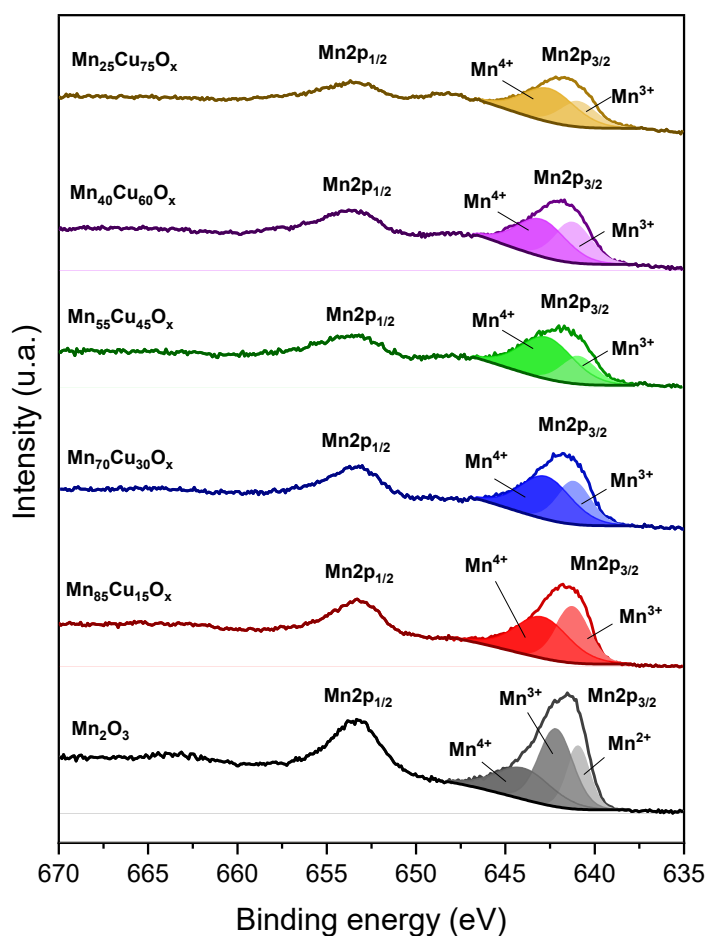 Mn2p₁/₂
Mn2p₃/₂
Mn₂₅Cu₇₅Oₓ
Mn⁴⁺
Mn³⁺
Mn2p₃/₂
Mn₄₀Cu₆₀Oₓ
Mn2p₁/₂
Mn⁴⁺
Mn³⁺
Mn2p₃/₂
Mn₅₅Cu₄₅Oₓ
Mn2p₁/₂
Mn⁴⁺
Mn³⁺
Mn2p₃/₂
Mn₇₀Cu₃₀Oₓ
Mn2p₁/₂
Mn⁴⁺
Mn³⁺
Mn2p₃/₂
Mn₈₅Cu₁₅Oₓ
Mn2p₁/₂
Mn⁴⁺
Mn³⁺
Mn2p₃/₂
Mn₂O₃
Mn2p₁/₂
Mn³⁺
Mn⁴⁺
Mn²⁺
Intensity (u.a.)
670 665 660 655 650 645 640 635
Binding energy (eV)